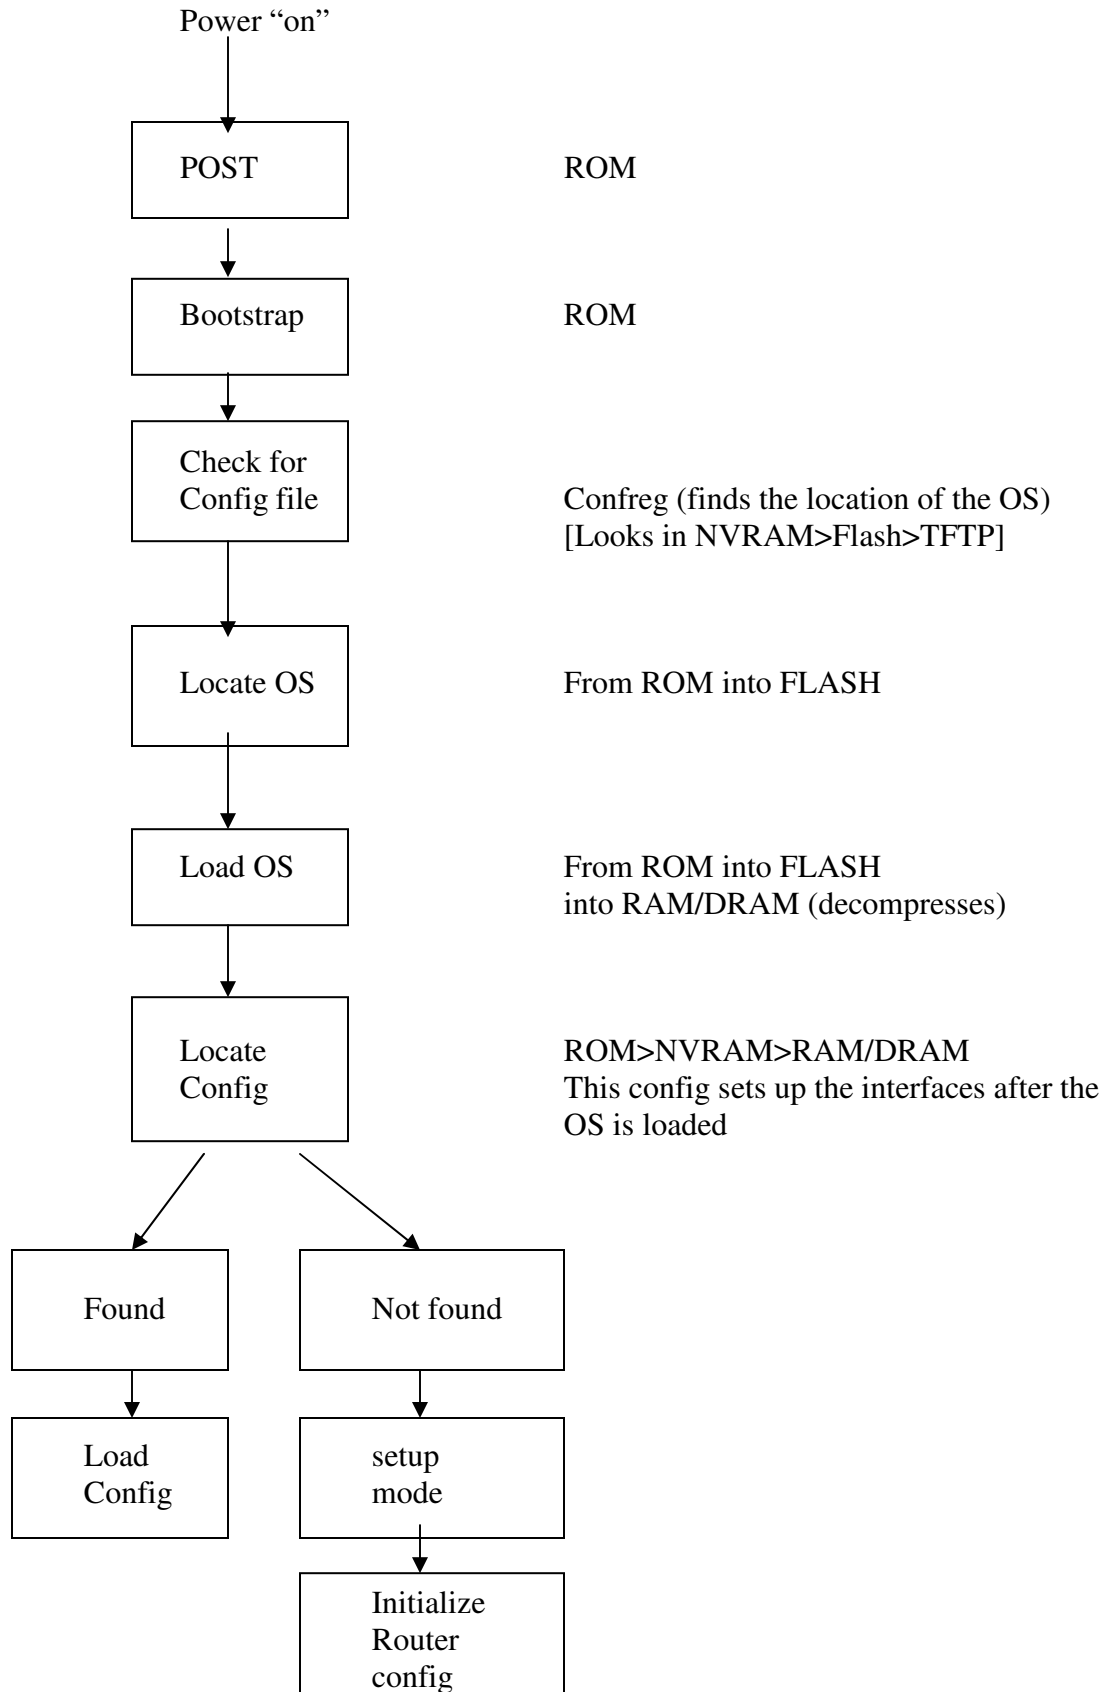 Power “on”
POST
ROM
Bootstrap
ROM
Check for
Config file
Confreg (finds the location of the OS)
[Looks in NVRAM>Flash>TFTP]
Locate OS
From ROM into FLASH
Load OS
From ROM into FLASH
into RAM/DRAM (decompresses)
Locate
Config
ROM>NVRAM>RAM/DRAM
This config sets up the interfaces after the
OS is loaded
Found
Not found
Load
Config
setup
mode
Initialize
Router
config